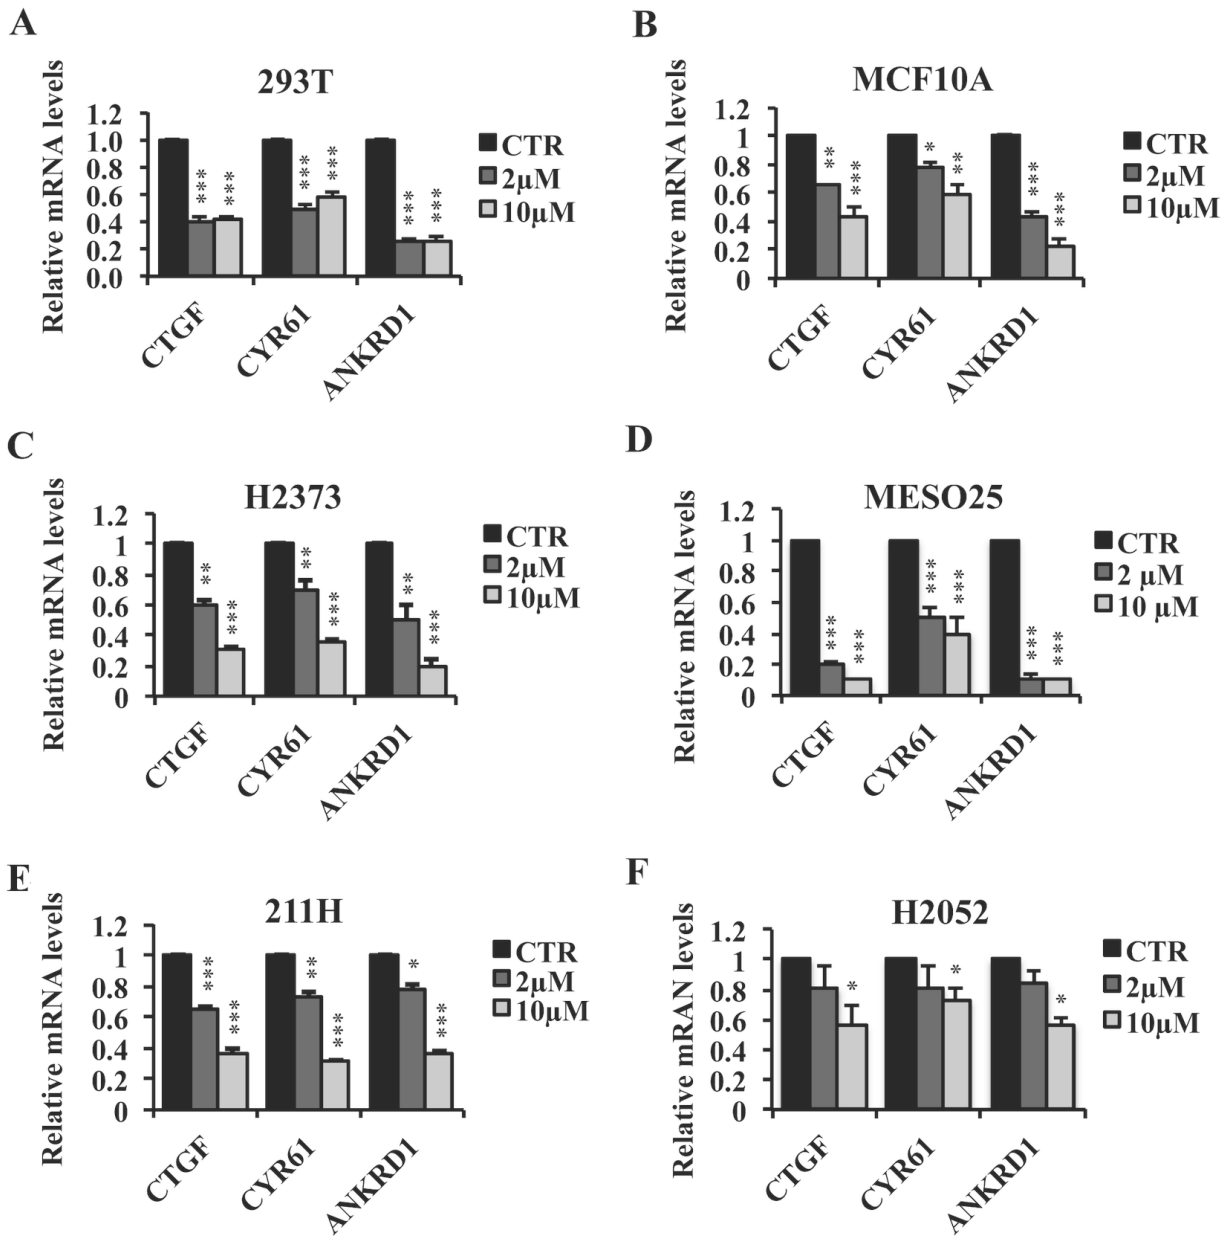 A
293T
Relative mRNA levels
1.2
1.0
0.8
0.6
0.4
0.2
0.0
*** *** *** *** *** ***
CTGF CYR61 ANKRD1
CTR
2µM
10µM
B
MCF10A
Relative mRNA levels
1.2
1
0.8
0.6
0.4
0.2
0
** *** * ** *** ***
CTGF CYR61 ANKRD1
CTR
2µM
10µM
C
H2373
Relative mRNA levels
1.2
1
0.8
0.6
0.4
0.2
0
** *** ** *** ** ***
CTGF CYR61 ANKRD1
CTR
2µM
10µM
D
MESO25
Relative mRNA levels
1.2
1
0.8
0.6
0.4
0.2
0
*** *** *** *** *** ***
CTGF CYR61 ANKRD1
CTR
2 µM
10 µM
E
211H
Relative mRNA levels
1.2
1
0.8
0.6
0.4
0.2
0
*** *** ** *** * ***
CTGF CYR61 ANKRD1
CTR
2µM
10µM
F
H2052
Relative mRAN levels
1.2
1
0.8
0.6
0.4
0.2
0
* * *
CTGF CYR61 ANKRD1
CTR
2µM
10µM